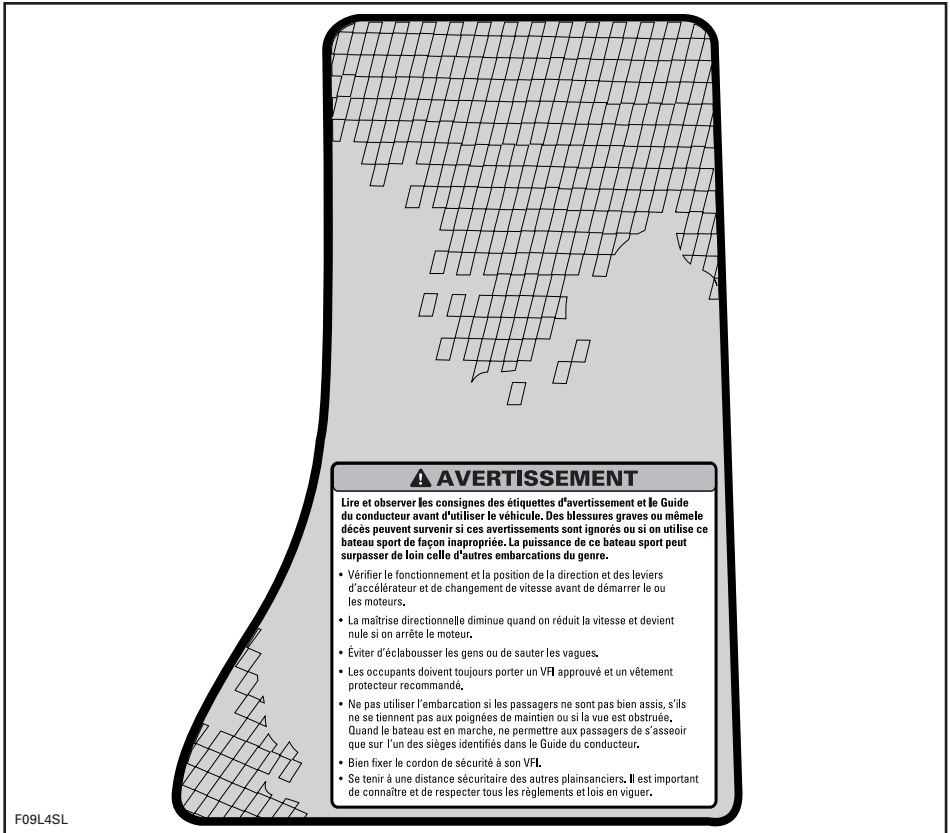 AVERTISSEMENT
Lire et observer les consignes des étiquettes d'avertissement et le Guide
du conducteur avant d'utiliser le véhicule. Des blessures graves ou mêmele
décès peuvent survenir si ces avertissements sont ignorés ou si on utilise ce
bateau sport de façon inapropriée. La puissance de ce bateau sport peut
surpasser de loin celle d'autres embarcations du genre.
• Vérifier le fonctionnement et la position de la direction et des leviers
d'accélérateur et de changement de vitesse avant de démarrer le ou
les moteurs.
• La maîtrise directionnelle diminue quand on réduit la vitesse et devient
nule si on arrête le moteur.
• Éviter d'éclabousser les gens ou de sauter les vagues.
• Les occupants doivent toujours porter un VFI approuvé et un vêtement
protecteur recommandé.
• Ne pas utiliser l'embarcation si les passagers ne sont pas bien assis, s'ils
ne se tiennent pas aux poignées de maintien ou si la vue est obstruée.
Quand le bateau est en marche, ne permettre aux passagers de s'asseoir
que sur l'un des sièges identifiés dans le Guide du conducteur.
• Bien fixer le cordon de sécurité à son VFI.
• Se tenir à une distance sécuritaire des autres plainsanciers. Il est important
de connaître et de respecter tous les règlements et lois en viguer.
F09L4SL